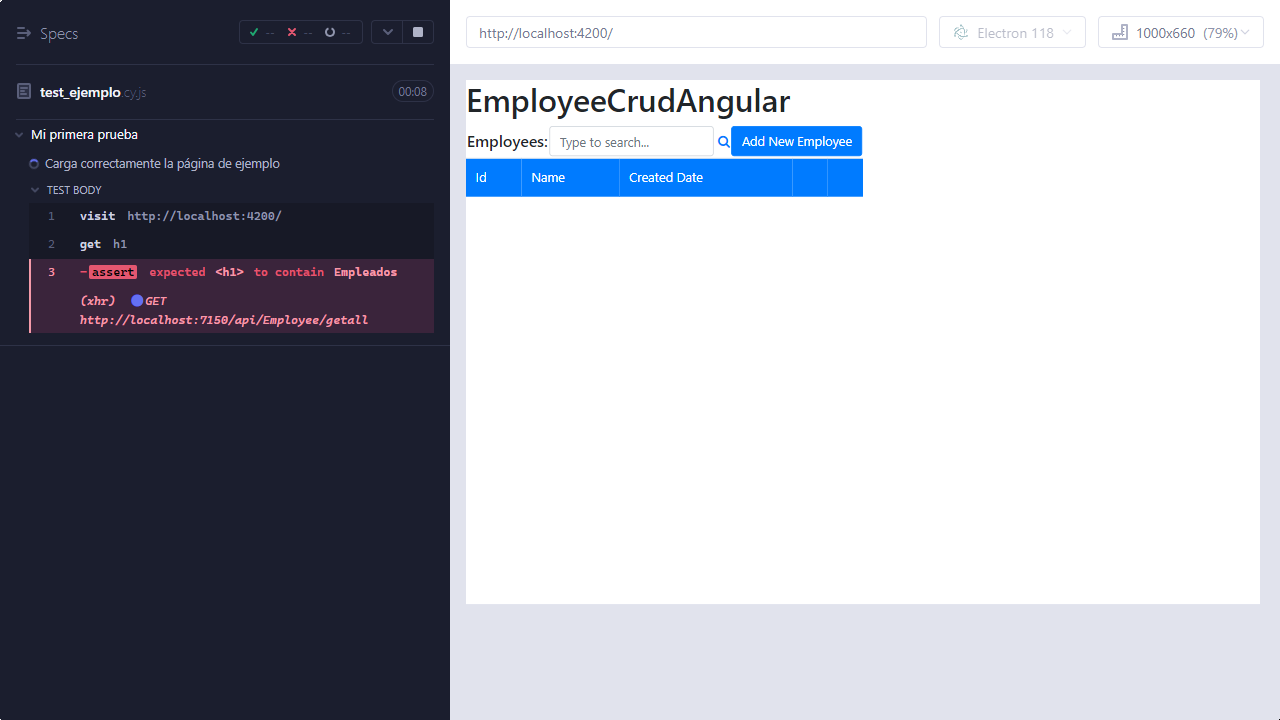 Specs
-- -- --
test_ejemplo.cy.js
00:08
Mi primera prueba
Carga correctamente la página de ejemplo
TEST BODY
1 visit http://localhost:4200/
2 get h1
3 -assert expected <h1> to contain Empleados
(xhr) GET
http://localhost:7150/api/Employee/getall
http://localhost:4200/
Electron 118
1000x660 (79%)
EmployeeCrudAngular
Employees: Type to search... Add New Employee
Id Name Created Date